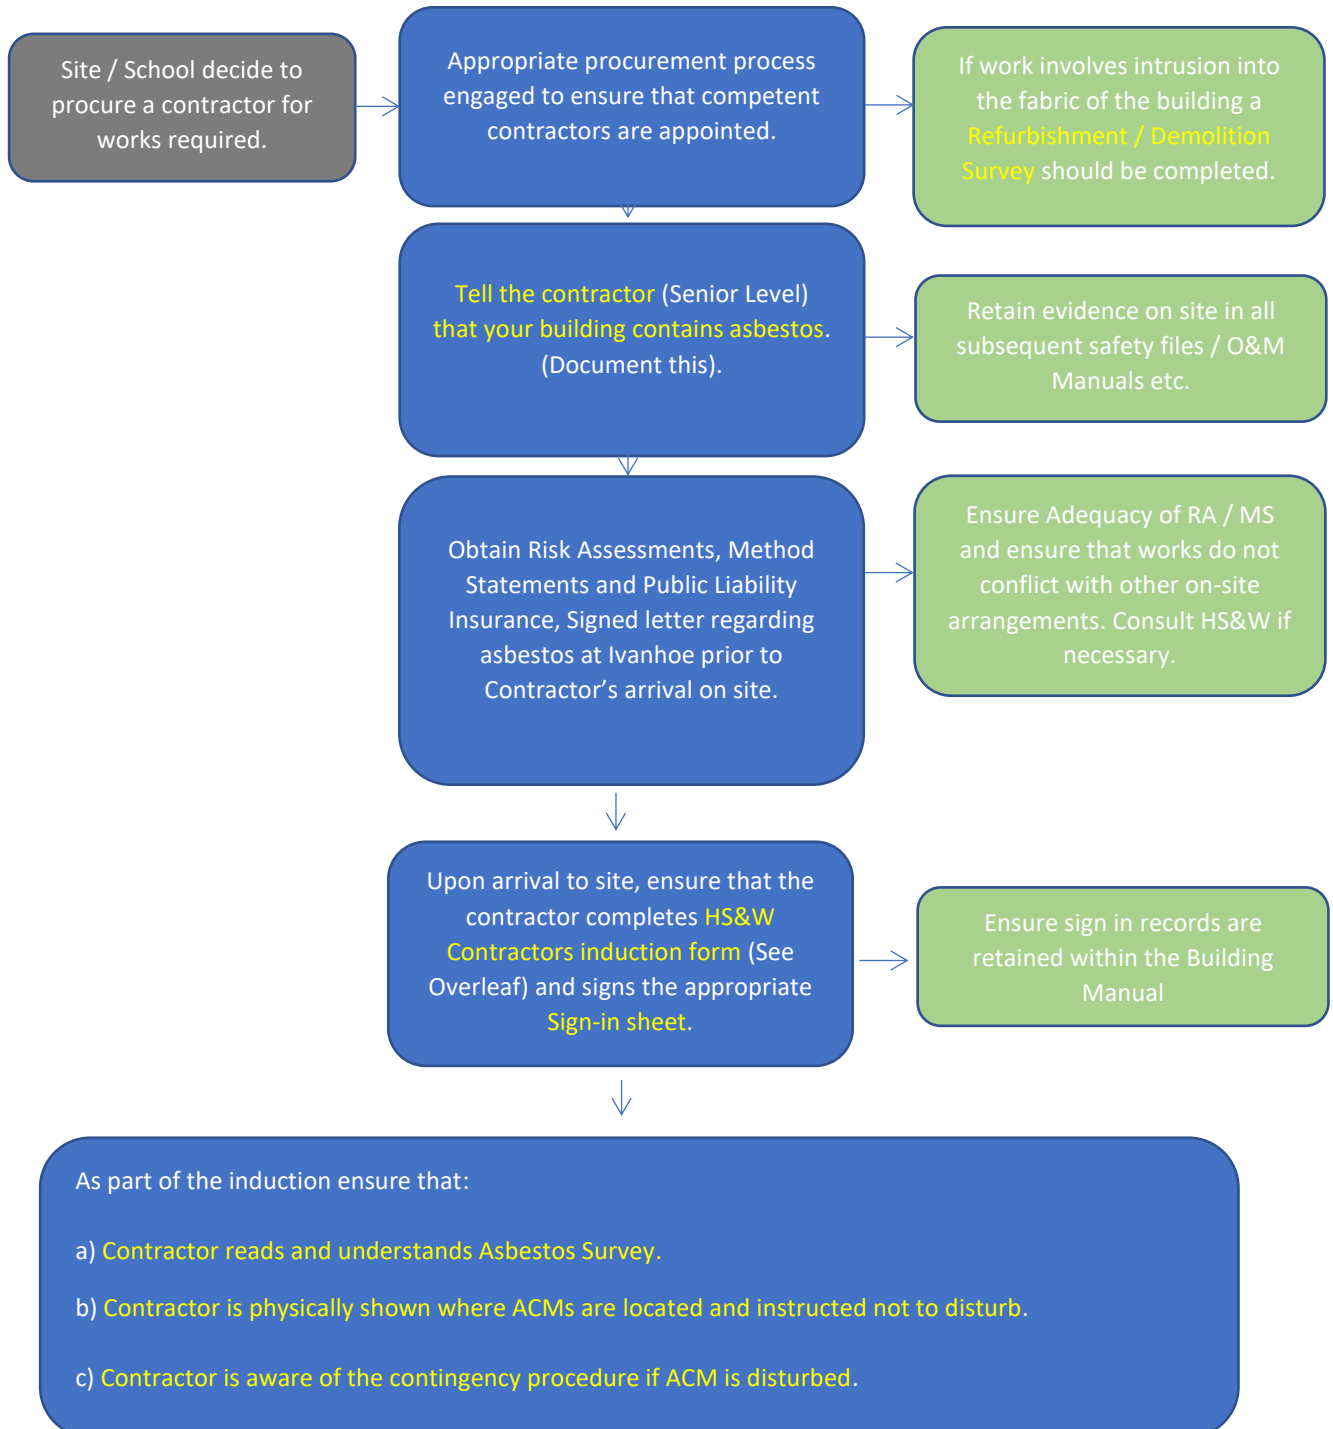 Site / School decide to
procure a contractor for
works required.
Appropriate procurement process
engaged to ensure that competent
contractors are appointed.
If work involves intrusion into
the fabric of the building a
Refurbishment / Demolition
Survey should be completed.
Tell the contractor (Senior Level)
that your building contains asbestos.
(Document this).
Retain evidence on site in all
subsequent safety files / O&M
Manuals etc.
Obtain Risk Assessments, Method
Statements and Public Liability
Insurance, Signed letter regarding
asbestos at Ivanhoe prior to
Contractor’s arrival on site.
Ensure Adequacy of RA / MS
and ensure that works do not
conflict with other on-site
arrangements. Consult HS&W if
necessary.
Upon arrival to site, ensure that the
contractor completes HS&W
Contractors induction form (See
Overleaf) and signs the appropriate
Sign-in sheet.
Ensure sign in records are
retained within the Building
Manual
As part of the induction ensure that:
a) Contractor reads and understands Asbestos Survey.
b) Contractor is physically shown where ACMs are located and instructed not to disturb.
c) Contractor is aware of the contingency procedure if ACM is disturbed.